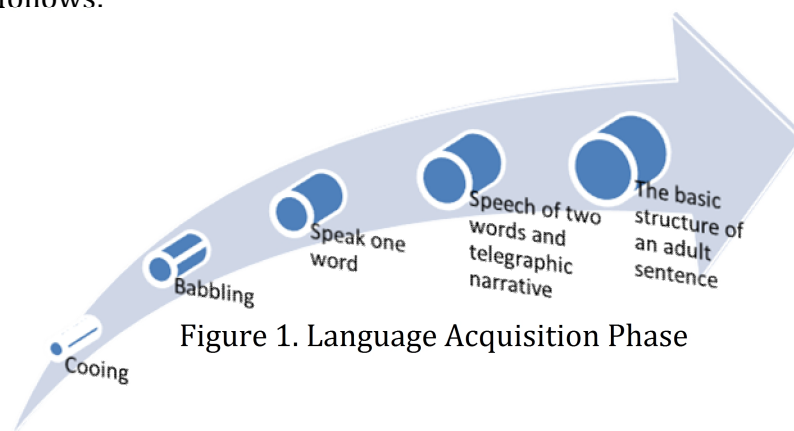 follows:
Cooing
Babbling
Speak one
word
Speech of two
words and
telegraphic
narrative
The basic
structure of
an adult
sentence
Figure 1. Language Acquisition Phase